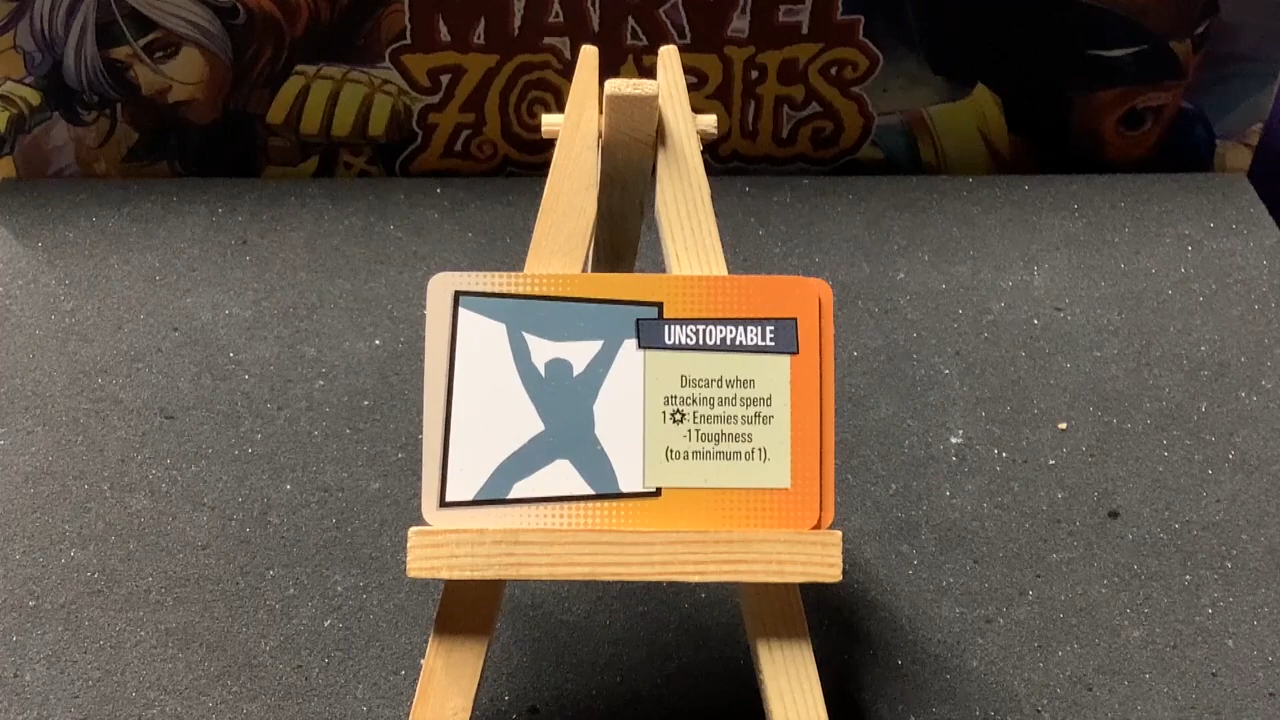 MARVEL
ZOMBIES
UNSTOPPABLE
Discard when
attacking and spend
1 : Enemies suffer
-1 Toughness
(to a minimum of 1).